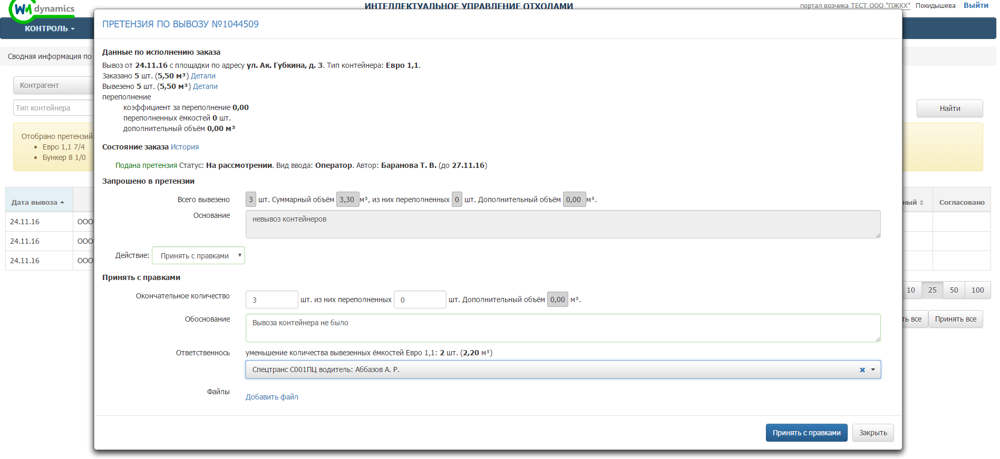 WM dynamics
ИНТЕЛЛЕКТУАЛЬНОЕ УПРАВЛЕНИЕ ОТХОДАМИ
портал возчика ТЕСТ ООО "ПЖКХ" Покидышева Выйти
КОНТРОЛЬ
Сводная информация по
Контрагент
Тип контейнера
Найти
Отобрано претензий
Евро 1,1 7/4
Бункер 8 1/0
Дата вывоза
ный
Согласовано
24.11.16 ООО
24.11.16 ООО
24.11.16 ООО
10 25 50 100
ть все Принять все
ПРЕТЕНЗИЯ ПО ВЫВОЗУ №1044509
Данные по исполнению заказа
Вывоз от 24.11.16 с площадки по адресу ул. Ак. Губкина, д. 3. Тип контейнера: Евро 1,1.
Заказано 5 шт. (5,50 м³) Детали
Вывезено 5 шт. (5,50 м³) Детали
переполнение
коэффициент за переполнение 0,00
переполненных ёмкостей 0 шт.
дополнительный объём 0,00 м³
Состояние заказа История
Подана претензия Статус: На рассмотрении. Вид ввода: Оператор. Автор: Баранова Т. В. (до 27.11.16)
Запрошено в претензии
Всего вывезено 3 шт. Суммарный объём 3,30 м³, из них переполненных 0 шт. Дополнительный объём 0,00 м³.
Основание невывоз контейнеров
Действие: Принять с правками
Принять с правками
Окончательное количество 3 шт. из них переполненных 0 шт. Дополнительный объём 0,00 м³.
Обоснование Вывоза контейнера не было
Ответственнось уменьшение количества вывезенных ёмкостей Евро 1,1: 2 шт. (2,20 м³)
Спецтранс С001ПЦ водитель: Аббазов А. Р.
Файлы Добавить файл
Принять с правками Закрыть